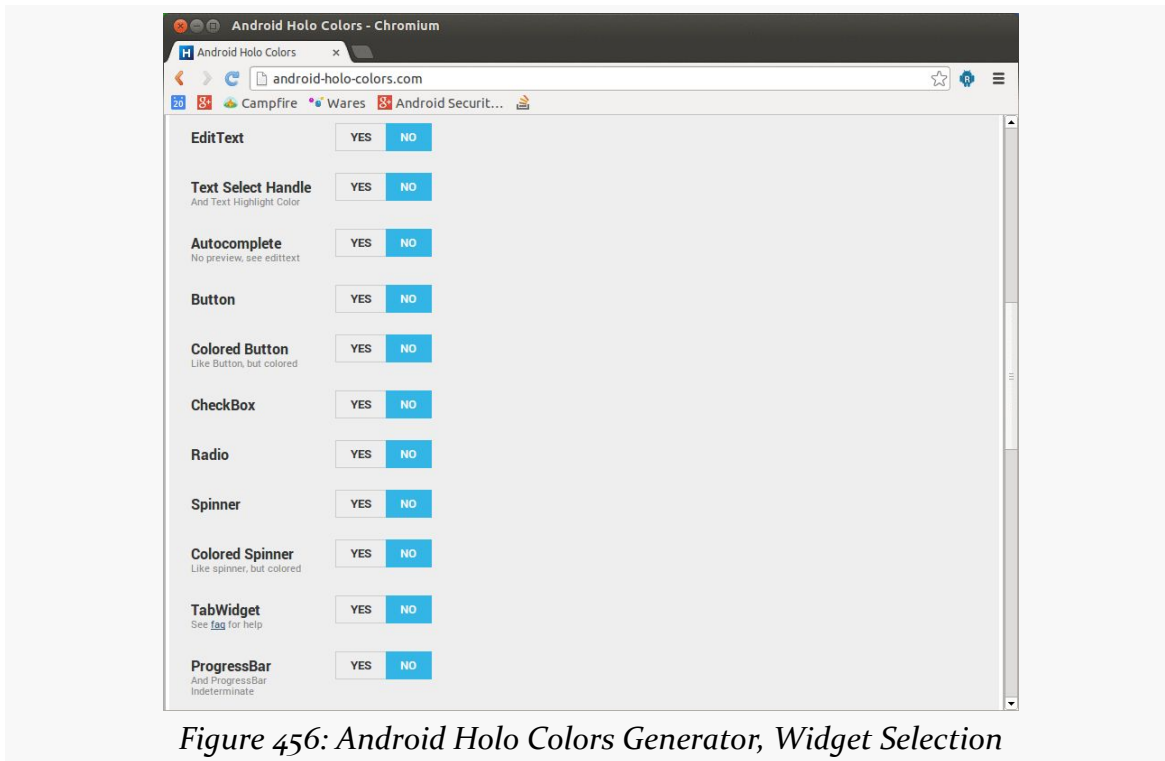 Android Holo Colors - Chromium
H Android Holo Colors ×
android-holo-colors.com
20 8+ Campfire Wares 8+ Android Securit...
EditText YES NO
Text Select Handle YES NO
And Text Highlight Color
Autocomplete YES NO
No preview, see edittext
Button YES NO
Colored Button YES NO
Like Button, but colored
CheckBox YES NO
Radio YES NO
Spinner YES NO
Colored Spinner YES NO
Like spinner, but colored
TabWidget YES NO
See faq for help
ProgressBar YES NO
And ProgressBar
Indeterminate
Figure 456: Android Holo Colors Generator, Widget Selection